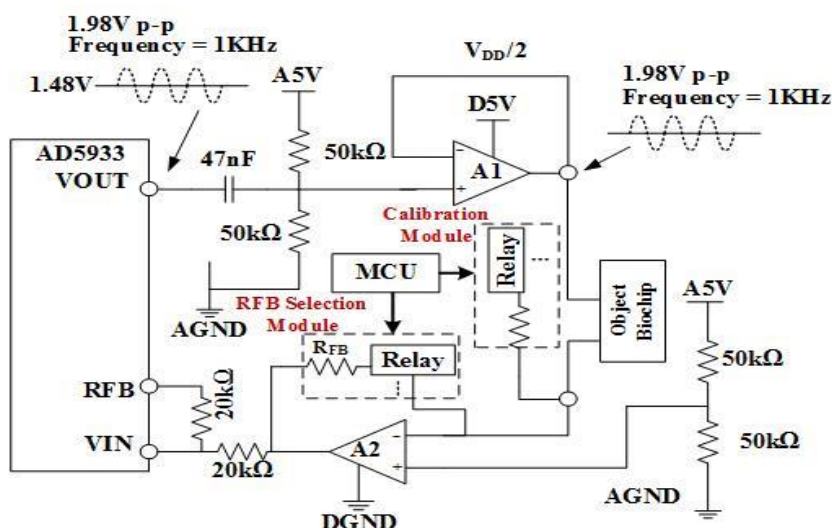 1.98V p-p
Frequency = 1KHz
1.48V
A5V
V_DD/2
1.98V p-p
Frequency = 1KHz
D5V
AD5933
VOUT
47nF
50kΩ
A1
50kΩ
Calibration
Module
Relay
...
MCU
Object
Biochip
A5V
AGND
RFB Selection
Module
R_FB
Relay
...
50kΩ
RFB
20kΩ
VIN
20kΩ
A2
50kΩ
AGND
DGND